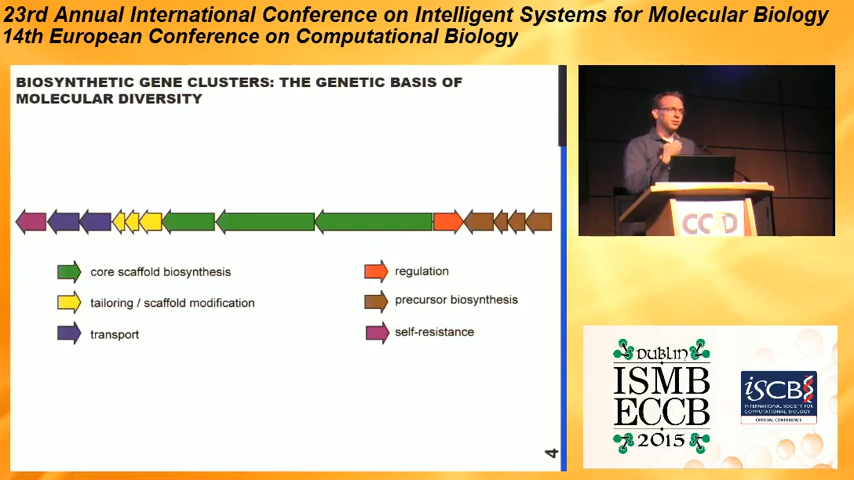 23rd Annual International Conference on Intelligent Systems for Molecular Biology
14th European Conference on Computational Biology
BIOSYNTHETIC GENE CLUSTERS: THE GENETIC BASIS OF
MOLECULAR DIVERSITY
core scaffold biosynthesis
tailoring / scaffold modification
transport
regulation
precursor biosynthesis
self-resistance
4
DUBLIN
ISMB
ECCB
2015
iSCB
INTERNATIONAL SOCIETY FOR
COMPUTATIONAL BIOLOGY
OFFICIAL CONFERENCE